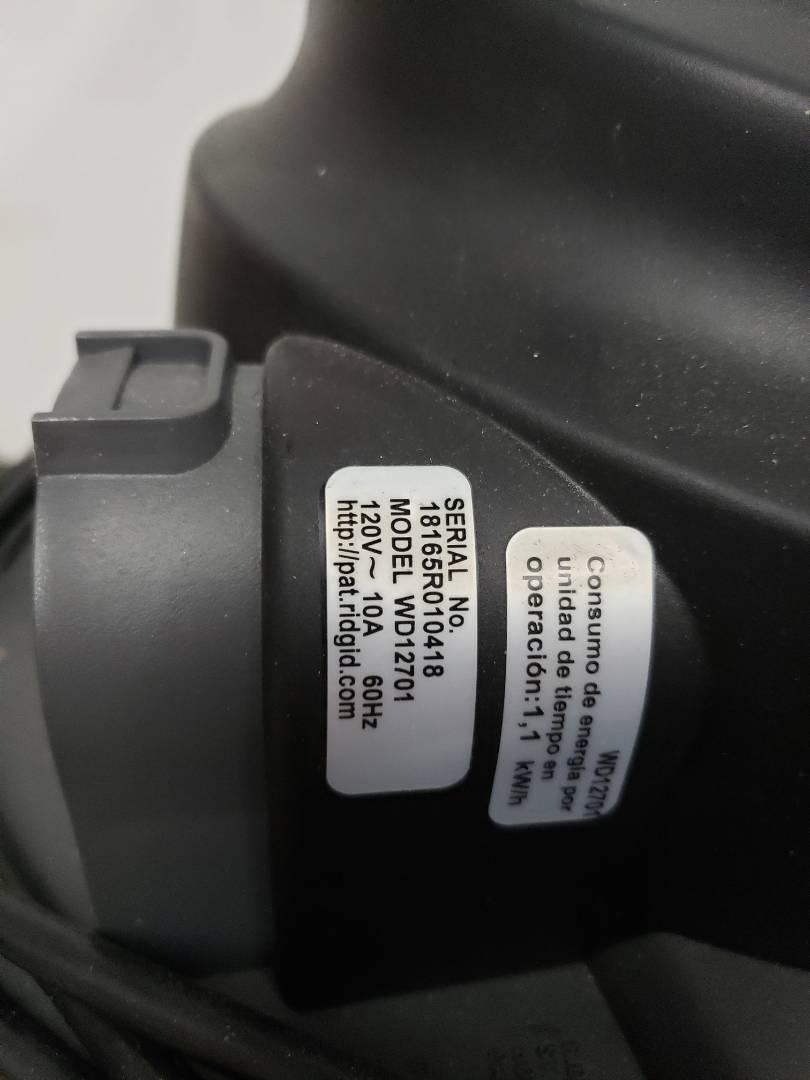 SERIAL No.
18165R010418
MODEL WD12701
120V~ 10A 60Hz
http://pat.ridgid.com
WD12701
Consumo de energía por
unidad de tiempo en
operación:1,1 kW/h